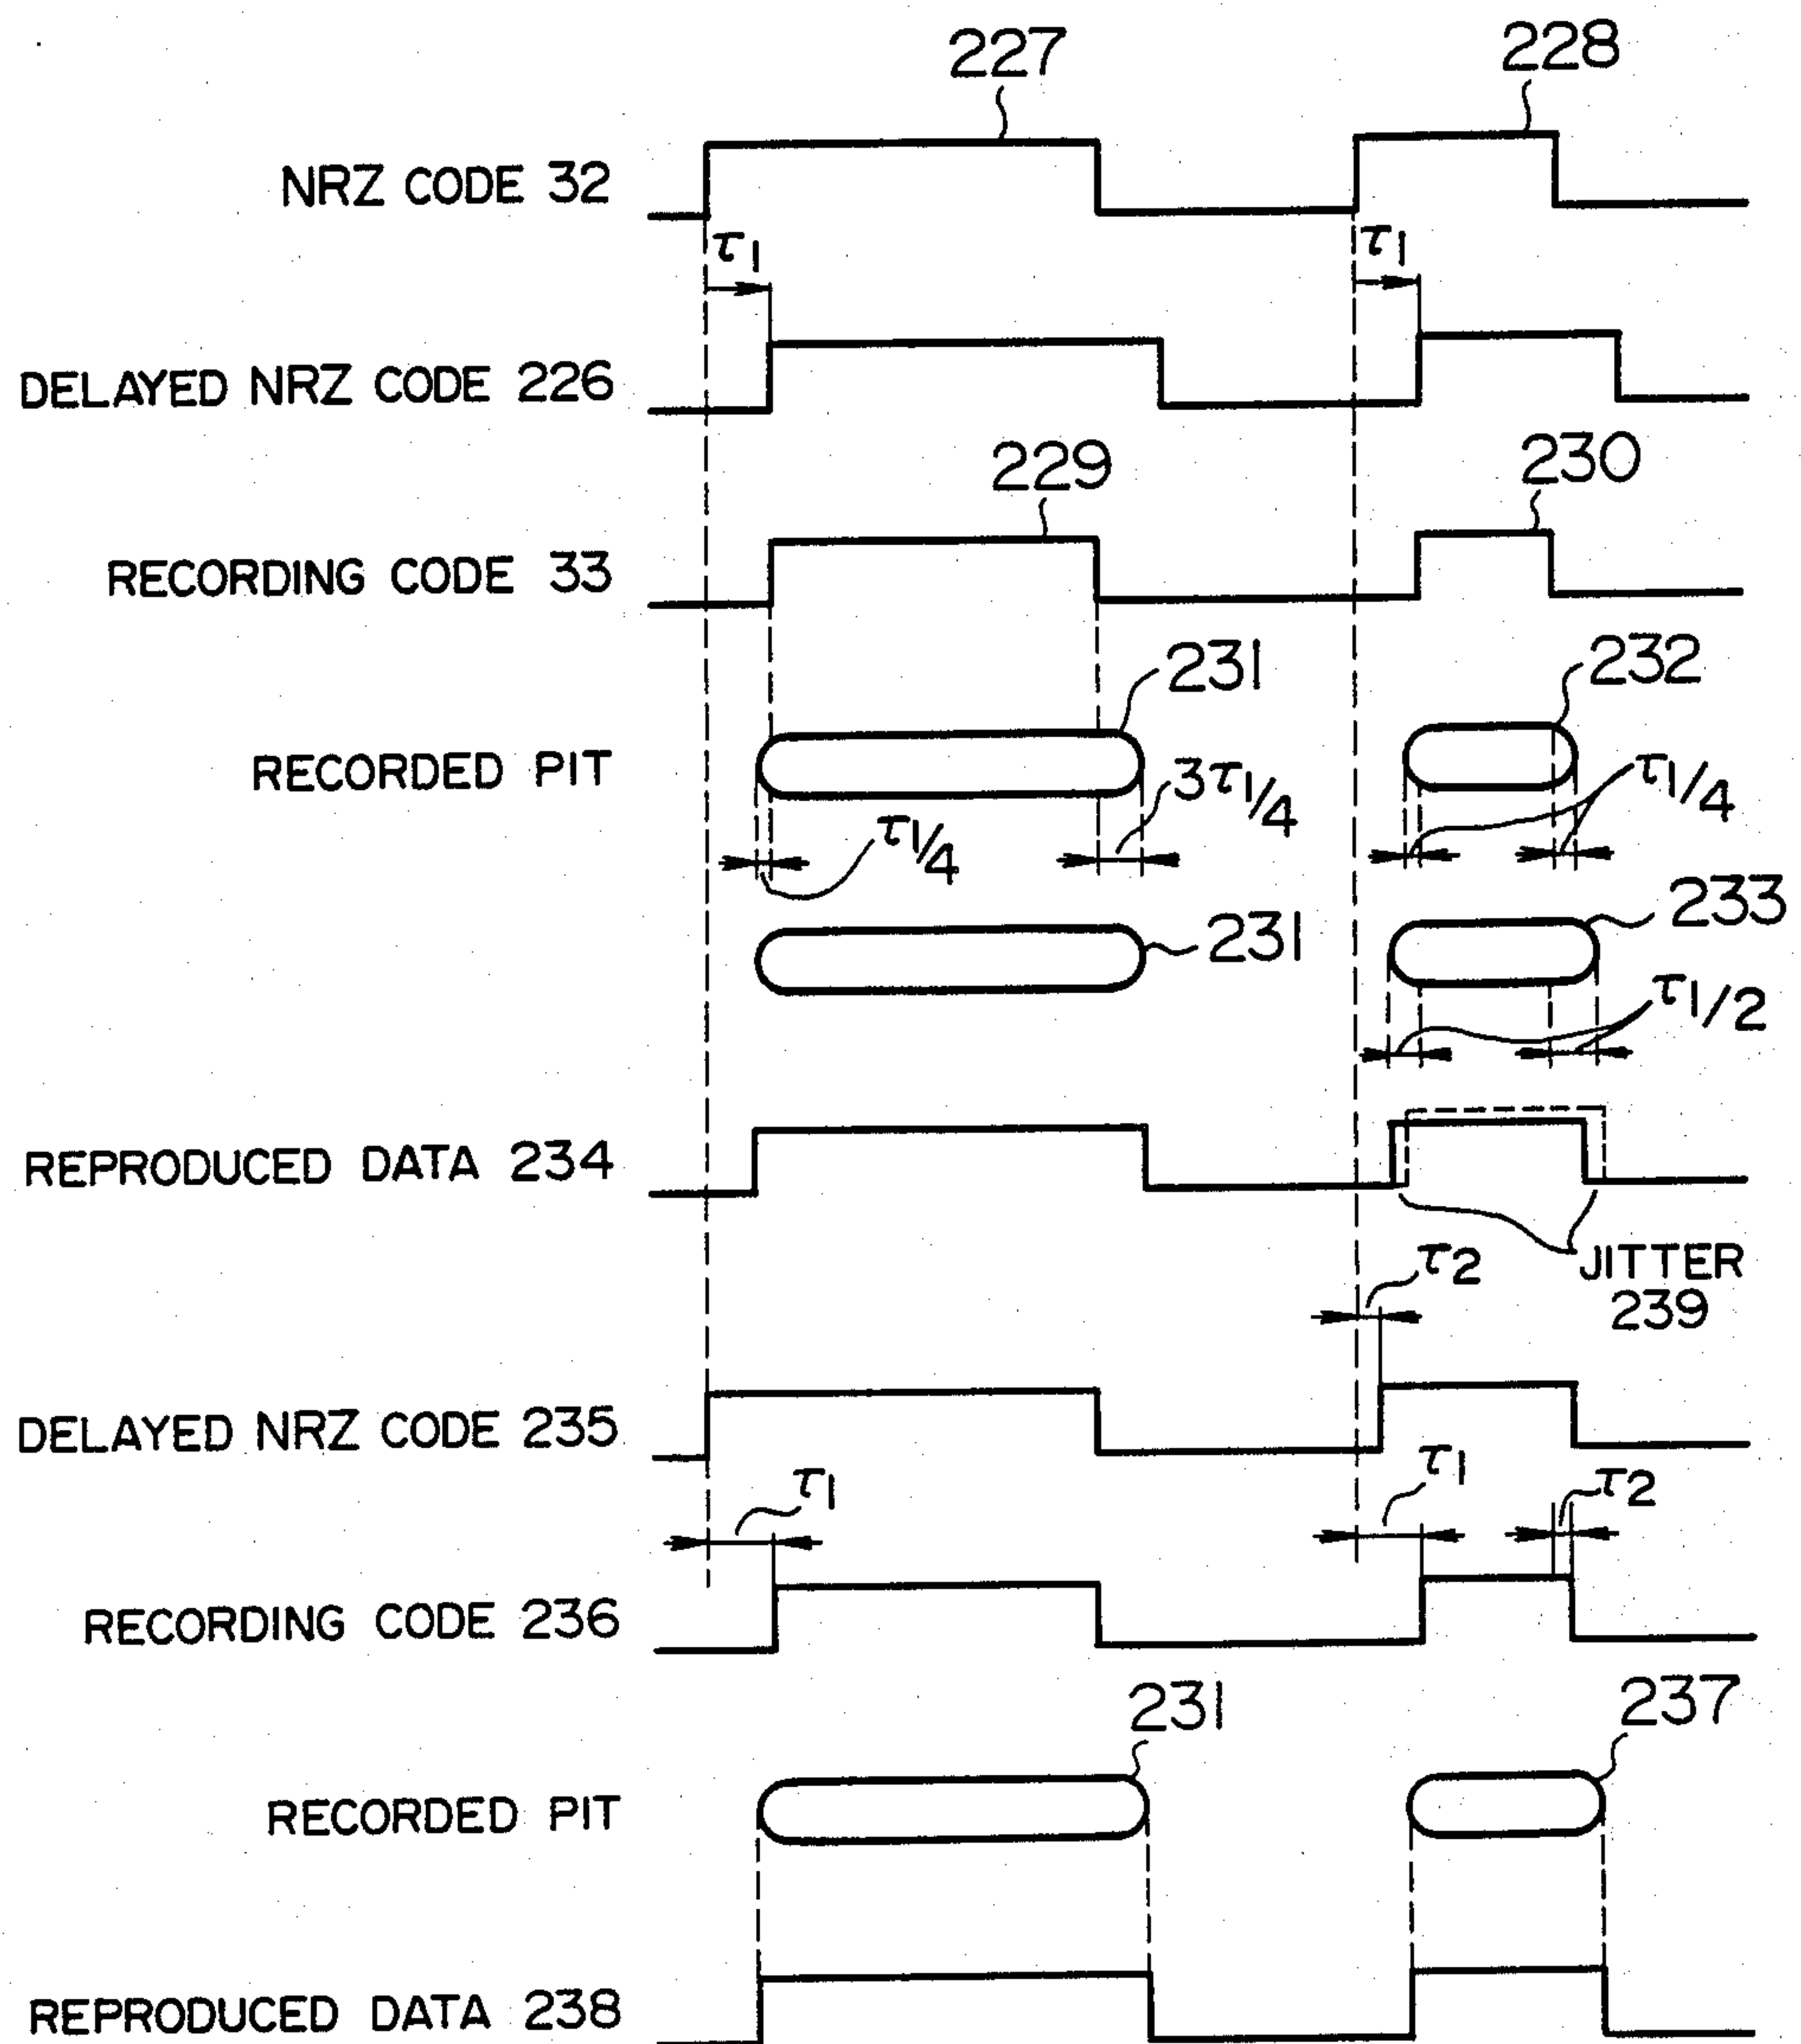 227 228
NRZ CODE 32
τ1 τ1
DELAYED NRZ CODE 226
229 230
RECORDING CODE 33
231 232
RECORDED PIT
τ1/4 3τ1/4 τ1/4
231 233
τ1/2
REPRODUCED DATA 234
JITTER
239
τ2
DELAYED NRZ CODE 235
τ1 τ1 τ2
RECORDING CODE 236
231 237
RECORDED PIT
REPRODUCED DATA 238